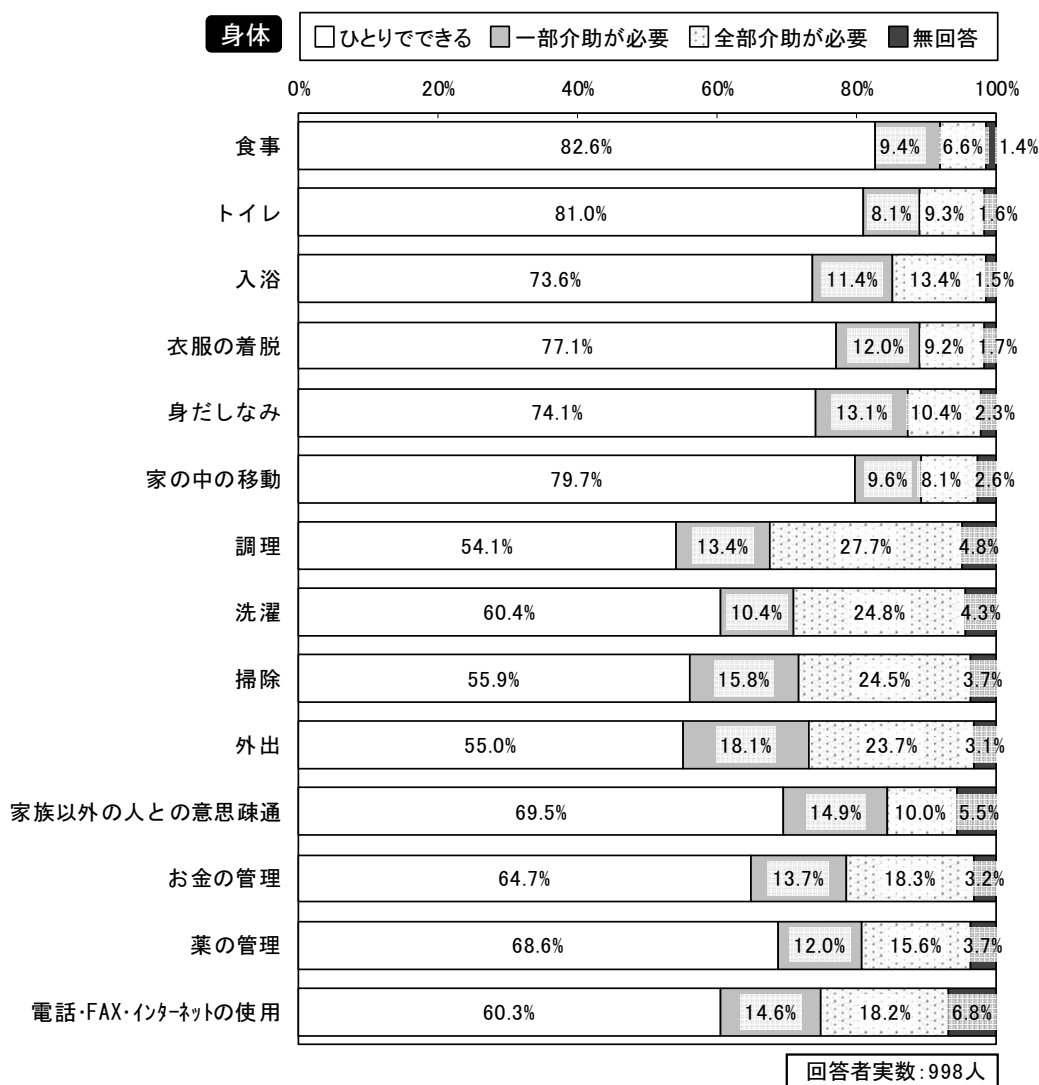 身体
ひとりでできる 一部介助が必要 全部介助が必要 無回答
0% 20% 40% 60% 80% 100%
食事 82.6% 9.4% 6.6% 1.4%
トイレ 81.0% 8.1% 9.3% 1.6%
入浴 73.6% 11.4% 13.4% 1.5%
衣服の着脱 77.1% 12.0% 9.2% 1.7%
身だしなみ 74.1% 13.1% 10.4% 2.3%
家の中の移動 79.7% 9.6% 8.1% 2.6%
調理 54.1% 13.4% 27.7% 4.8%
洗濯 60.4% 10.4% 24.8% 4.3%
掃除 55.9% 15.8% 24.5% 3.7%
外出 55.0% 18.1% 23.7% 3.1%
家族以外の人との意思疎通 69.5% 14.9% 10.0% 5.5%
お金の管理 64.7% 13.7% 18.3% 3.2%
薬の管理 68.6% 12.0% 15.6% 3.7%
電話・FAX・インターネットの使用 60.3% 14.6% 18.2% 6.8%
回答者実数：998人